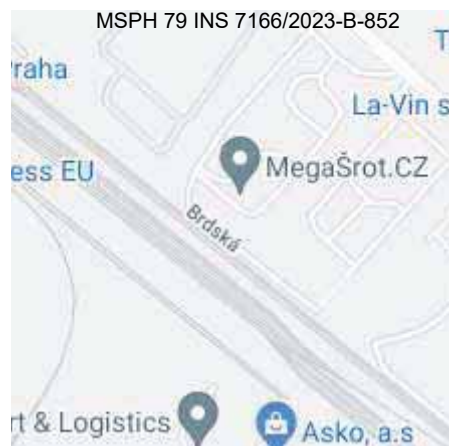 MSPH 79 INS 7166/2023-B-852
T
raha
La-Vin s
ess EU
MegaŠrot.CZ
Brdská
rt & Logistics
Asko, a.s